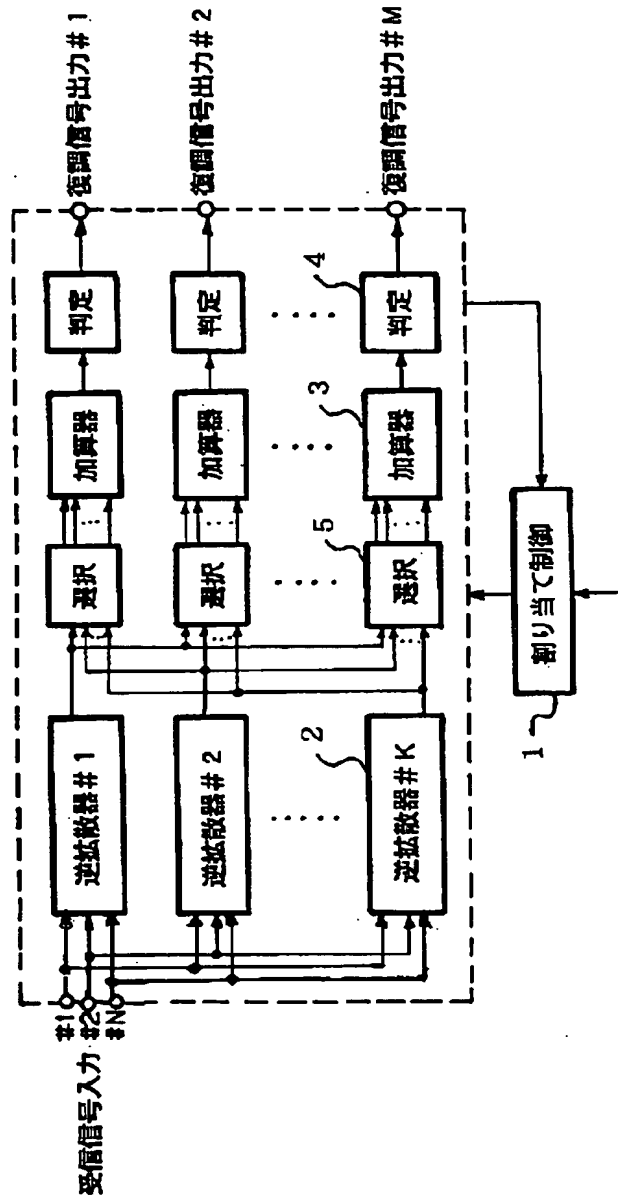 受信信号入力
#1
#2
#N
逆拡散器#1
逆拡散器#2
逆拡散器#K
2
選択
選択
選択
5
加算器
加算器
加算器
3
判定
判定
判定
4
復調信号出力#1
復調信号出力#2
復調信号出力#M
割り当て制御
1